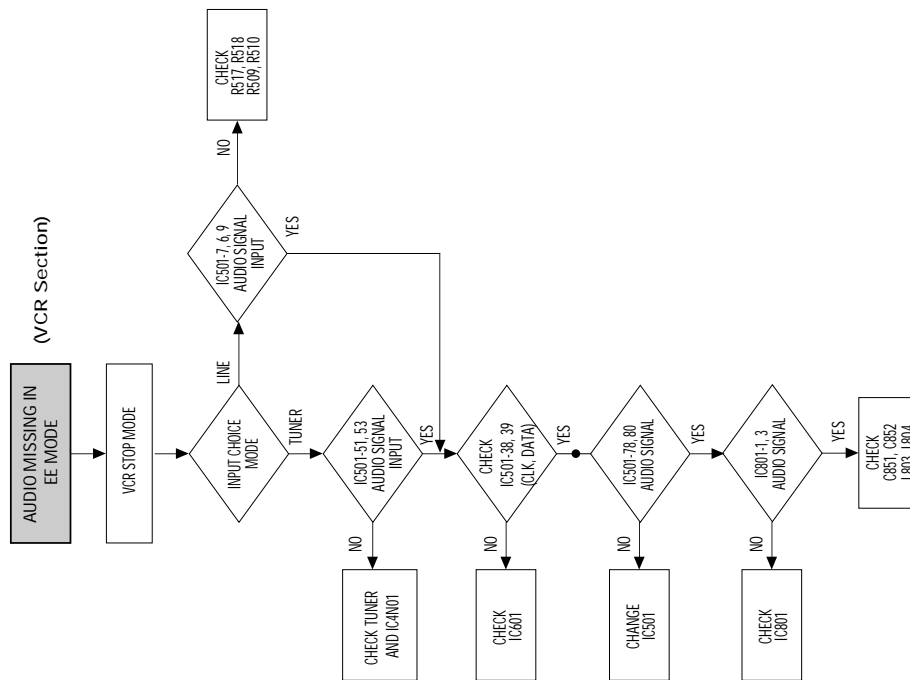 (VCR Section)
AUDIO MISSING IN
EE MODE
VCR STOP MODE
INPUT CHOICE
MODE
LINE
IC501-7, 6, 9
AUDIO SIGNAL
INPUT
NO
CHECK
R517, R518
R509, R510
YES
TUNER
IC501-51, 53
AUDIO SIGNAL
INPUT
NO
CHECK TUNER
AND IC4N01
YES
CHECK
IC501-38, 39
(CLK, DATA)
NO
CHECK
IC601
YES
IC501-78, 80
AUDIO SIGNAL
NO
CHANGE
IC501
YES
IC801-1, 3
AUDIO SIGNAL
NO
CHECK
IC801
YES
CHECK
C851, C852
L803, L804